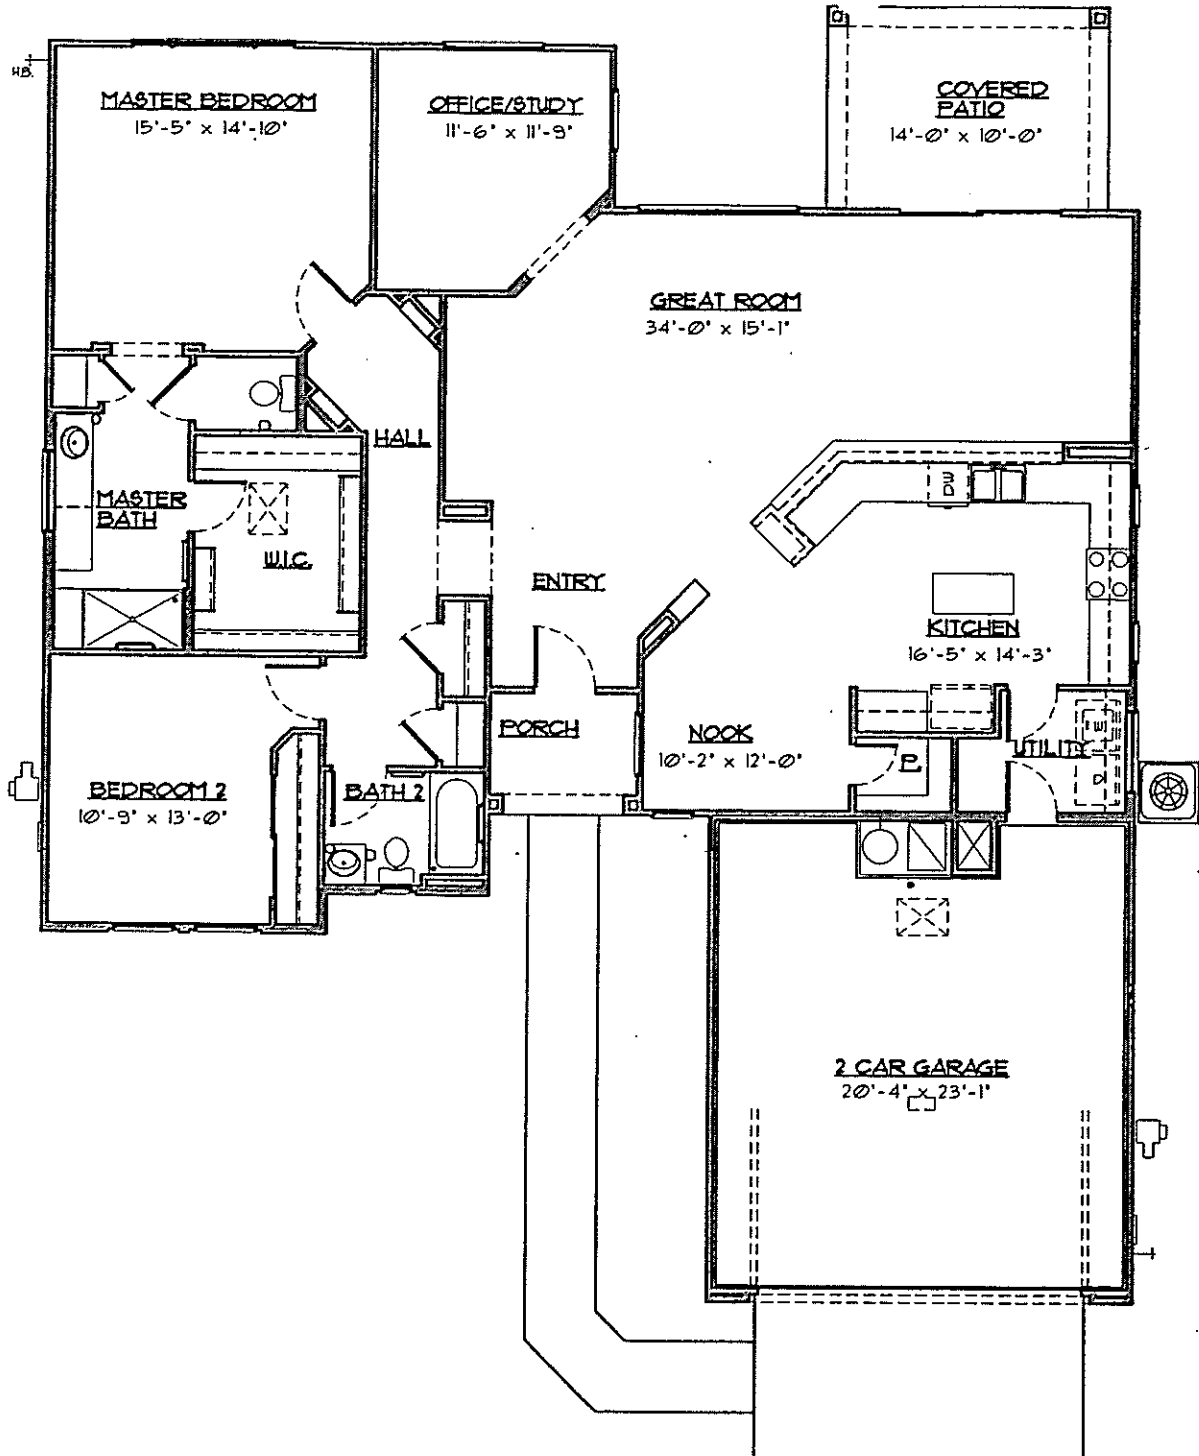 H.B.
MASTER BEDROOM
15'-5" x 14'-10"
OFFICE/STUDY
11'-6" x 11'-9"
COVERED
PATIO
14'-0" x 10'-0"
GREAT ROOM
34'-0" x 15'-1"
HALL
MASTER
BATH
W.I.C.
DW
ENTRY
KITCHEN
16'-5" x 14'-3"
PORCH
NOOK
10'-2" x 12'-0"
P.
UTILITY
D
BEDROOM 2
10'-9" x 13'-0"
BATH 2
2 CAR GARAGE
20'-4" x 23'-1"